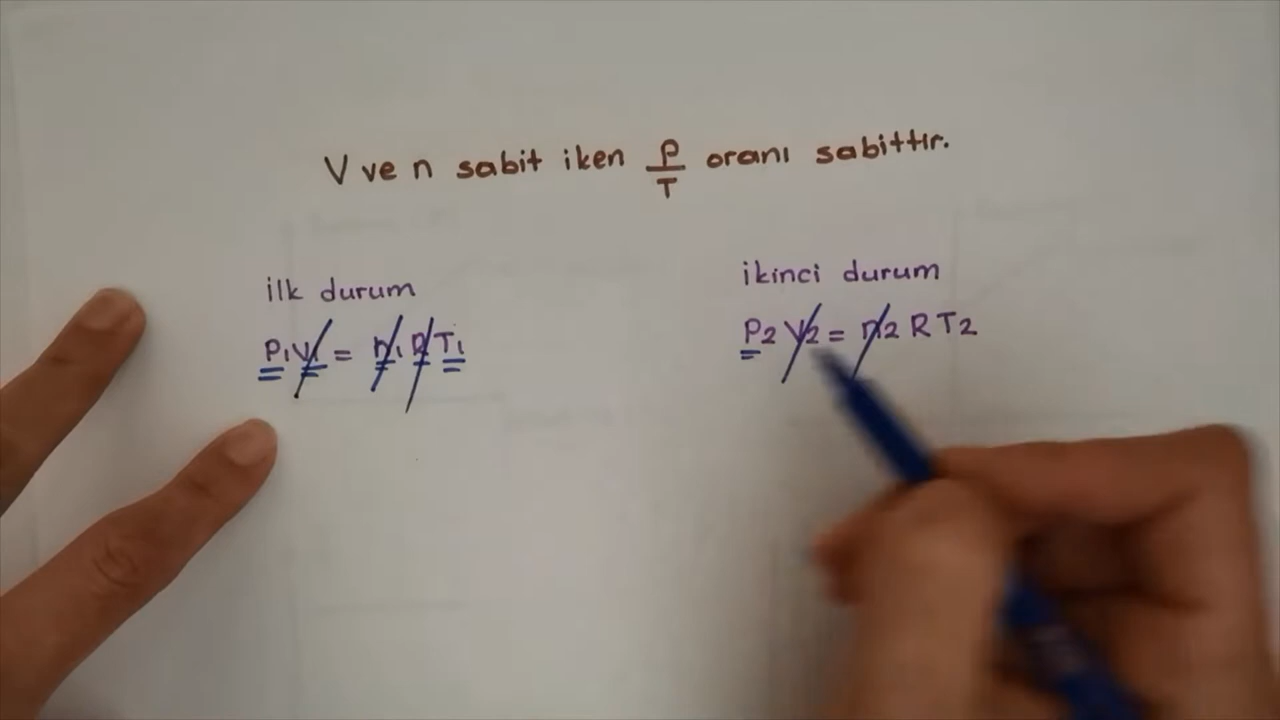 V ve n sabit iken P/T oranı sabittir.
ilk durum
P1V1 = n1RT1
ikinci durum
P2V2 = n2RT2